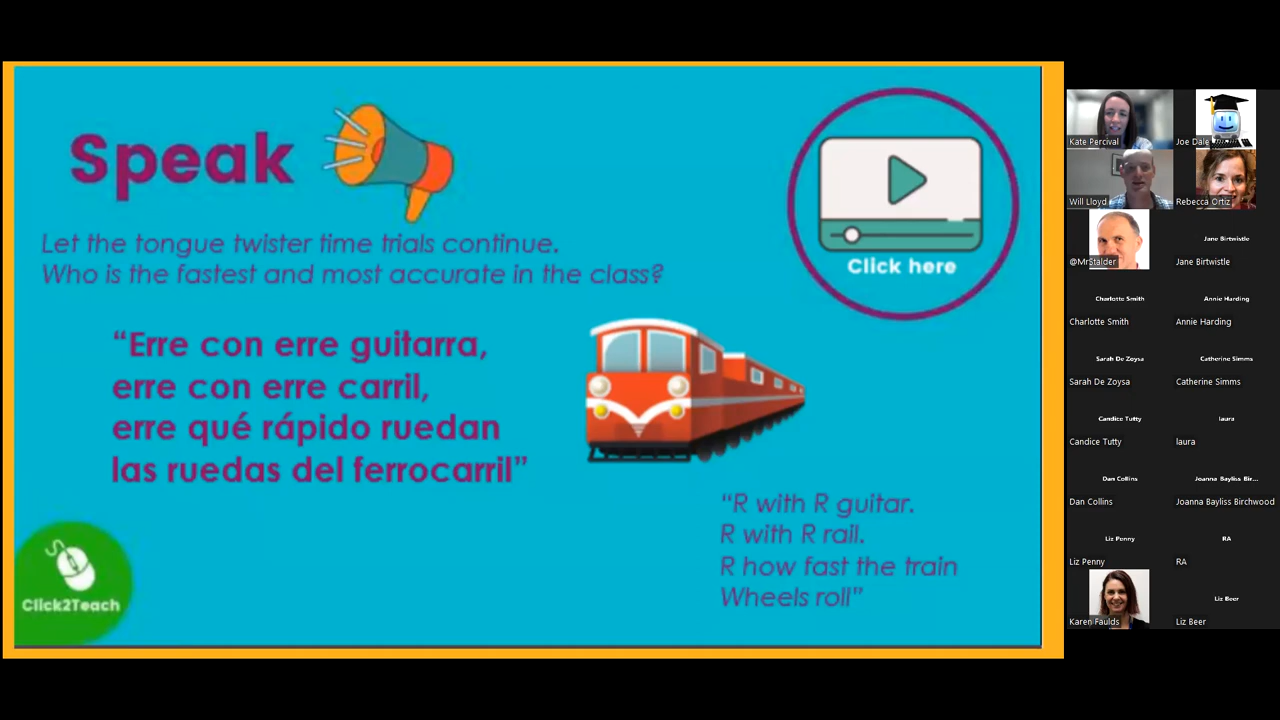 Speak
Let the tongue twister time trials continue.
Who is the fastest and most accurate in the class?
Click here
“Erre con erre guitarra,
erre con erre carril,
erre qué rápido ruedan
las ruedas del ferrocarril”
“R with R guitar.
R with R rail.
R how fast the train
Wheels roll”
Click2Teach
Kate Percival
Joe Dale
Will Lloyd
Rebecca Ortiz
@MrStalder
Jane Birtwistle
Jane Birtwistle
Charlotte Smith
Annie Harding
Charlotte Smith
Annie Harding
Sarah De Zoysa
Catherine Simms
Sarah De Zoysa
Catherine Simms
Candice Tutty
laura
Candice Tutty
laura
Dan Collins
Joanna Bayliss Bir...
Dan Collins
Joanna Bayliss Birchwood
Liz Penny
RA
Liz Penny
RA
Karen Faulds
Liz Beer
Liz Beer